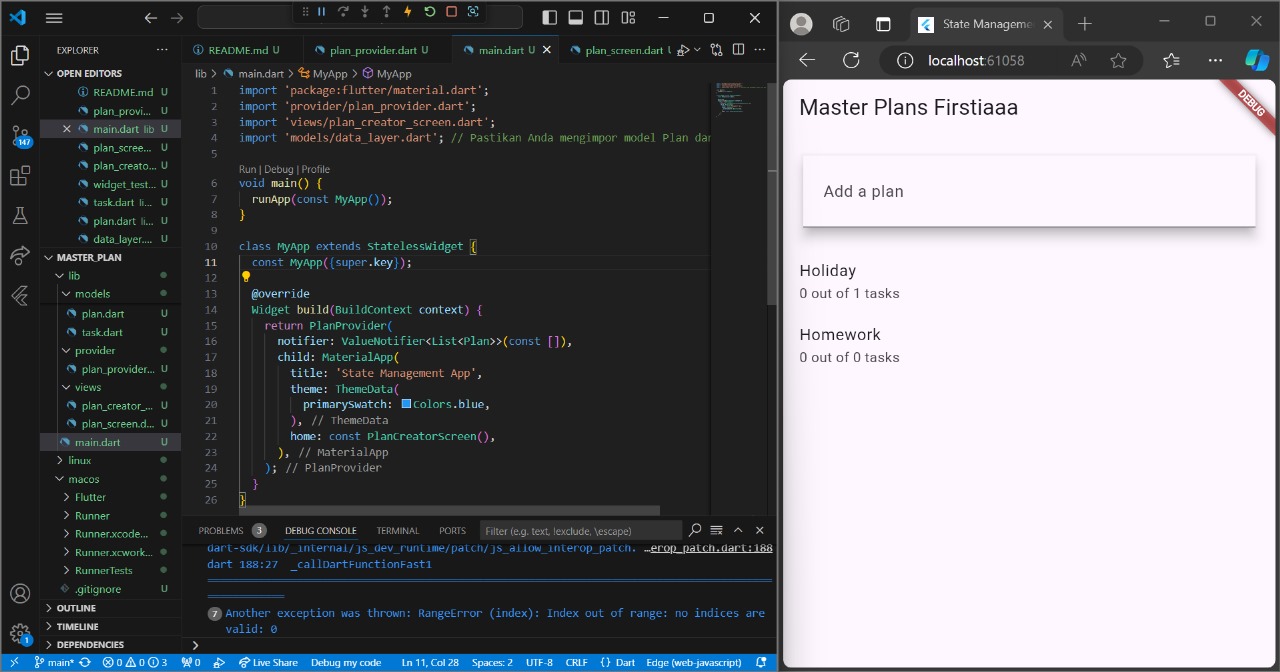 EXPLORER
OPEN EDITORS
README.md U
plan_provi... U
main.dart lib U
plan_scree... U
plan_creato... U
widget_test... U
task.dart li... U
plan.dart li... U
data_layer.... U
MASTER_PLAN
lib
models
plan.dart U
task.dart U
provider
plan_provider... U
views
plan_creator_... U
plan_screen.d... U
main.dart U
linux
macos
Flutter
Runner
Runner.xcode...
Runner.xcwork...
RunnerTests
.gitignore U
OUTLINE
TIMELINE
DEPENDENCIES
147
1
README.md U
plan_provider.dart U
main.dart U
plan_screen.dart U
lib > main.dart > MyApp > MyApp
1 import 'package:flutter/material.dart';
2 import 'provider/plan_provider.dart';
3 import 'views/plan_creator_screen.dart';
4 import 'models/data_layer.dart'; // Pastikan Anda mengimpor model Plan dar
5
Run | Debug | Profile
6 void main() {
7 runApp(const MyApp());
8 }
9
10 class MyApp extends StatelessWidget {
11 const MyApp({super.key});
12
13 @override
14 Widget build(BuildContext context) {
15 return PlanProvider(
16 notifier: ValueNotifier<List<Plan>>(const []),
17 child: MaterialApp(
18 title: 'State Management App',
19 theme: ThemeData(
20 primarySwatch: Colors.blue,
21 ), // ThemeData
22 home: const PlanCreatorScreen(),
23 ), // MaterialApp
24 ); // PlanProvider
25 }
26 }
PROBLEMS 3
DEBUG CONSOLE
TERMINAL
PORTS
Filter (e.g. text, !exclude, \escape)
dart-sdk/lib/_internal/js_dev_runtime/patch/js_allow_interop_patch. …erop_patch.dart:188
dart 188:27 _callDartFunctionFast1
7 Another exception was thrown: RangeError (index): Index out of range: no indices are
valid: 0
main* 0 0 3 0 Live Share Debug my code Ln 11, Col 28 Spaces: 2 UTF-8 CRLF {} Dart Edge (web-javascript)
State Manageme
localhost:61058
DEBUG
Master Plans Firstiaaa
Add a plan
Holiday
0 out of 1 tasks
Homework
0 out of 0 tasks